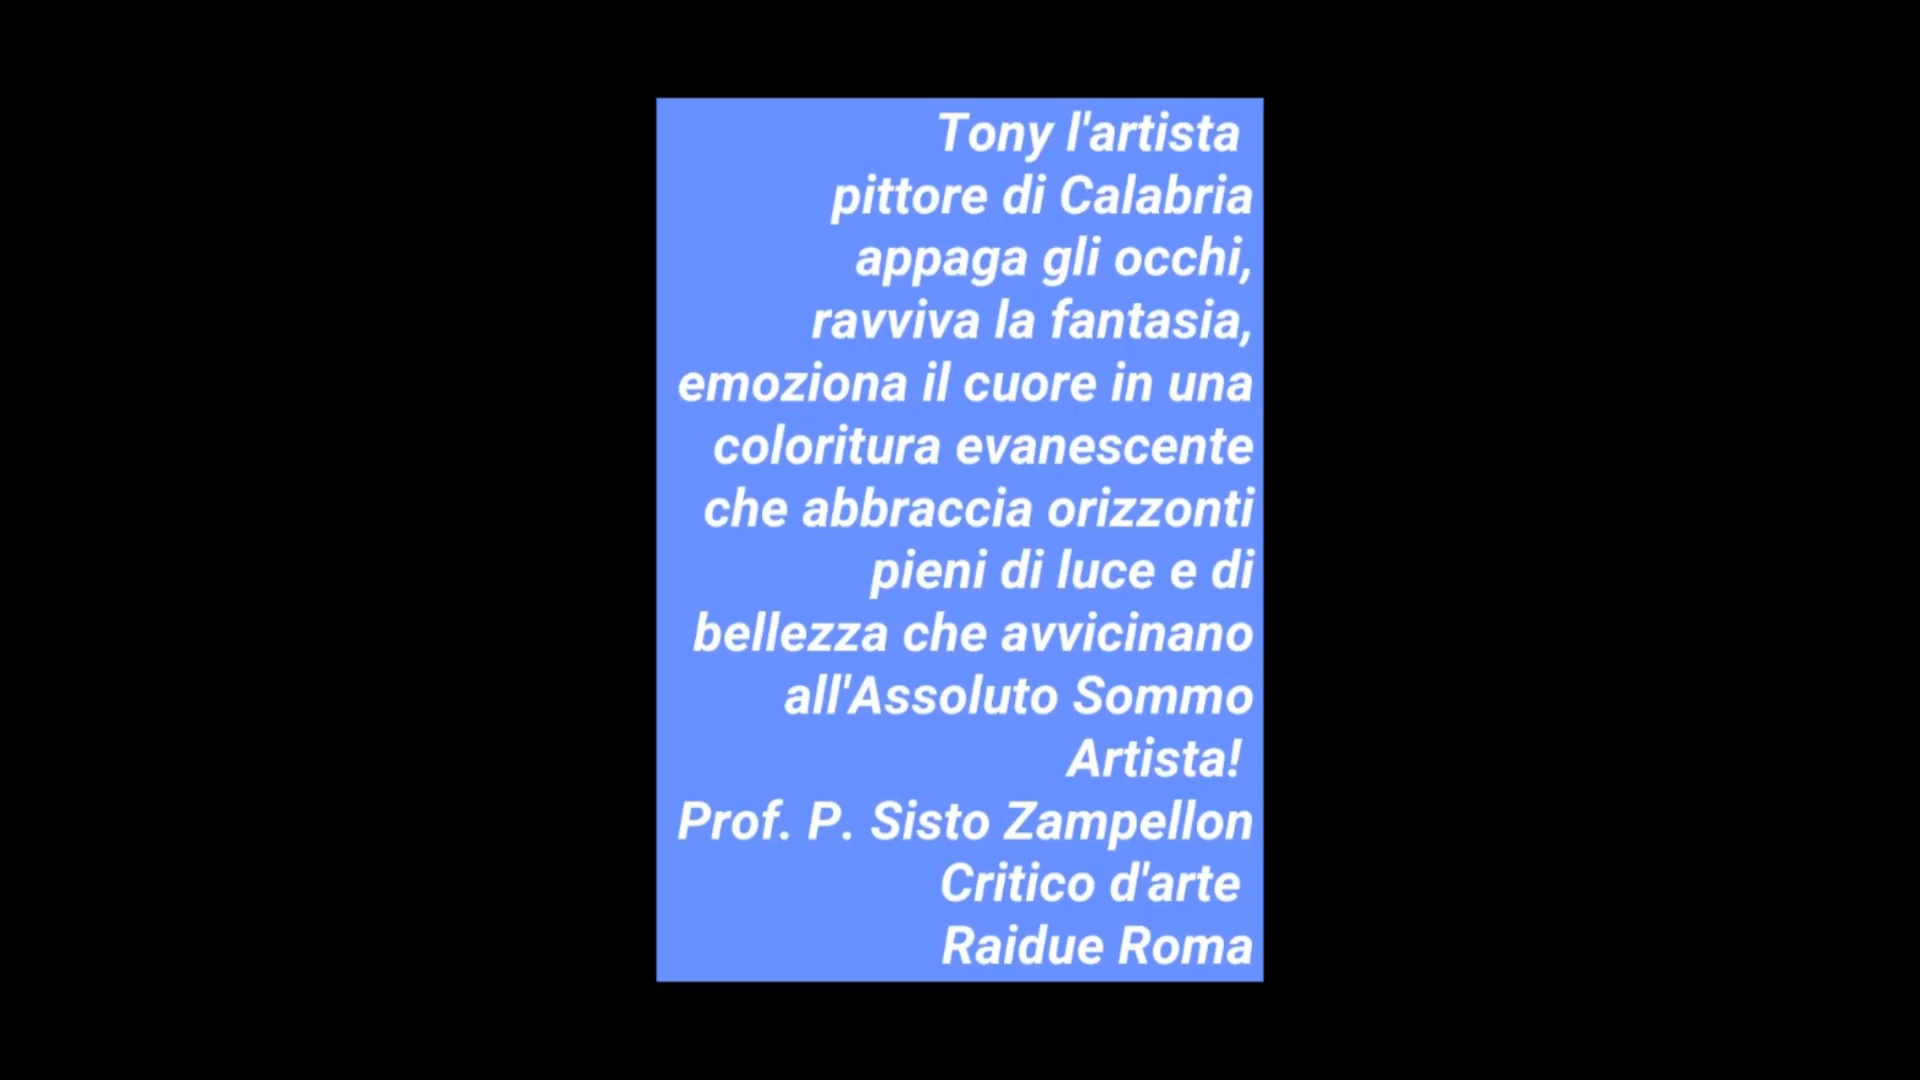 Tony l'artista
pittore di Calabria
appaga gli occhi,
ravviva la fantasia,
emoziona il cuore in una
coloritura evanescente
che abbraccia orizzonti
pieni di luce e di
bellezza che avvicinano
all'Assoluto Sommo
Artista!
Prof. P. Sisto Zampellon
Critico d'arte
Raidue Roma